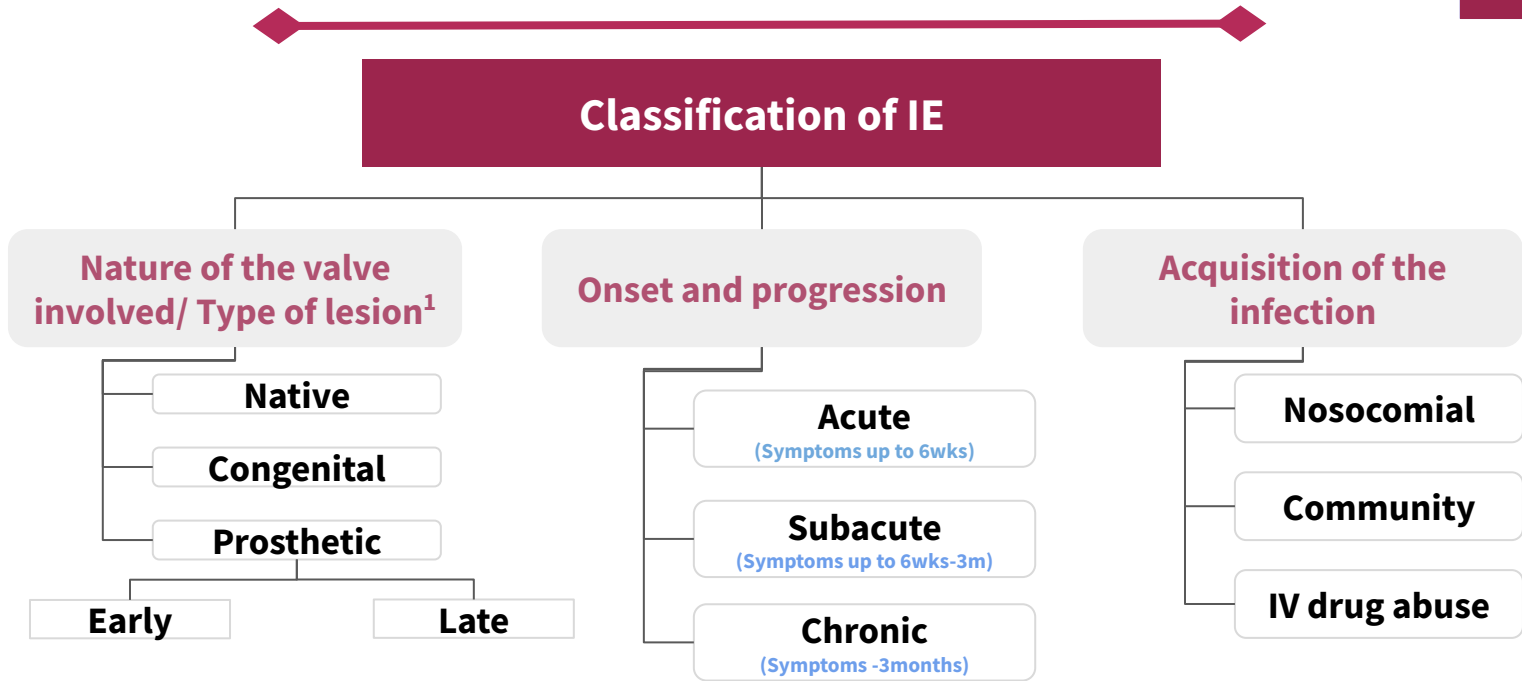 Classification of IE
Nature of the valve
involved/ Type of lesion1
Native
Congenital
Prosthetic
Early
Late
Onset and progression
Acute
(Symptoms up to 6wks)
Subacute
(Symptoms up to 6wks-3m)
Chronic
(Symptoms -3months)
Acquisition of the
infection
Nosocomial
Community
IV drug abuse